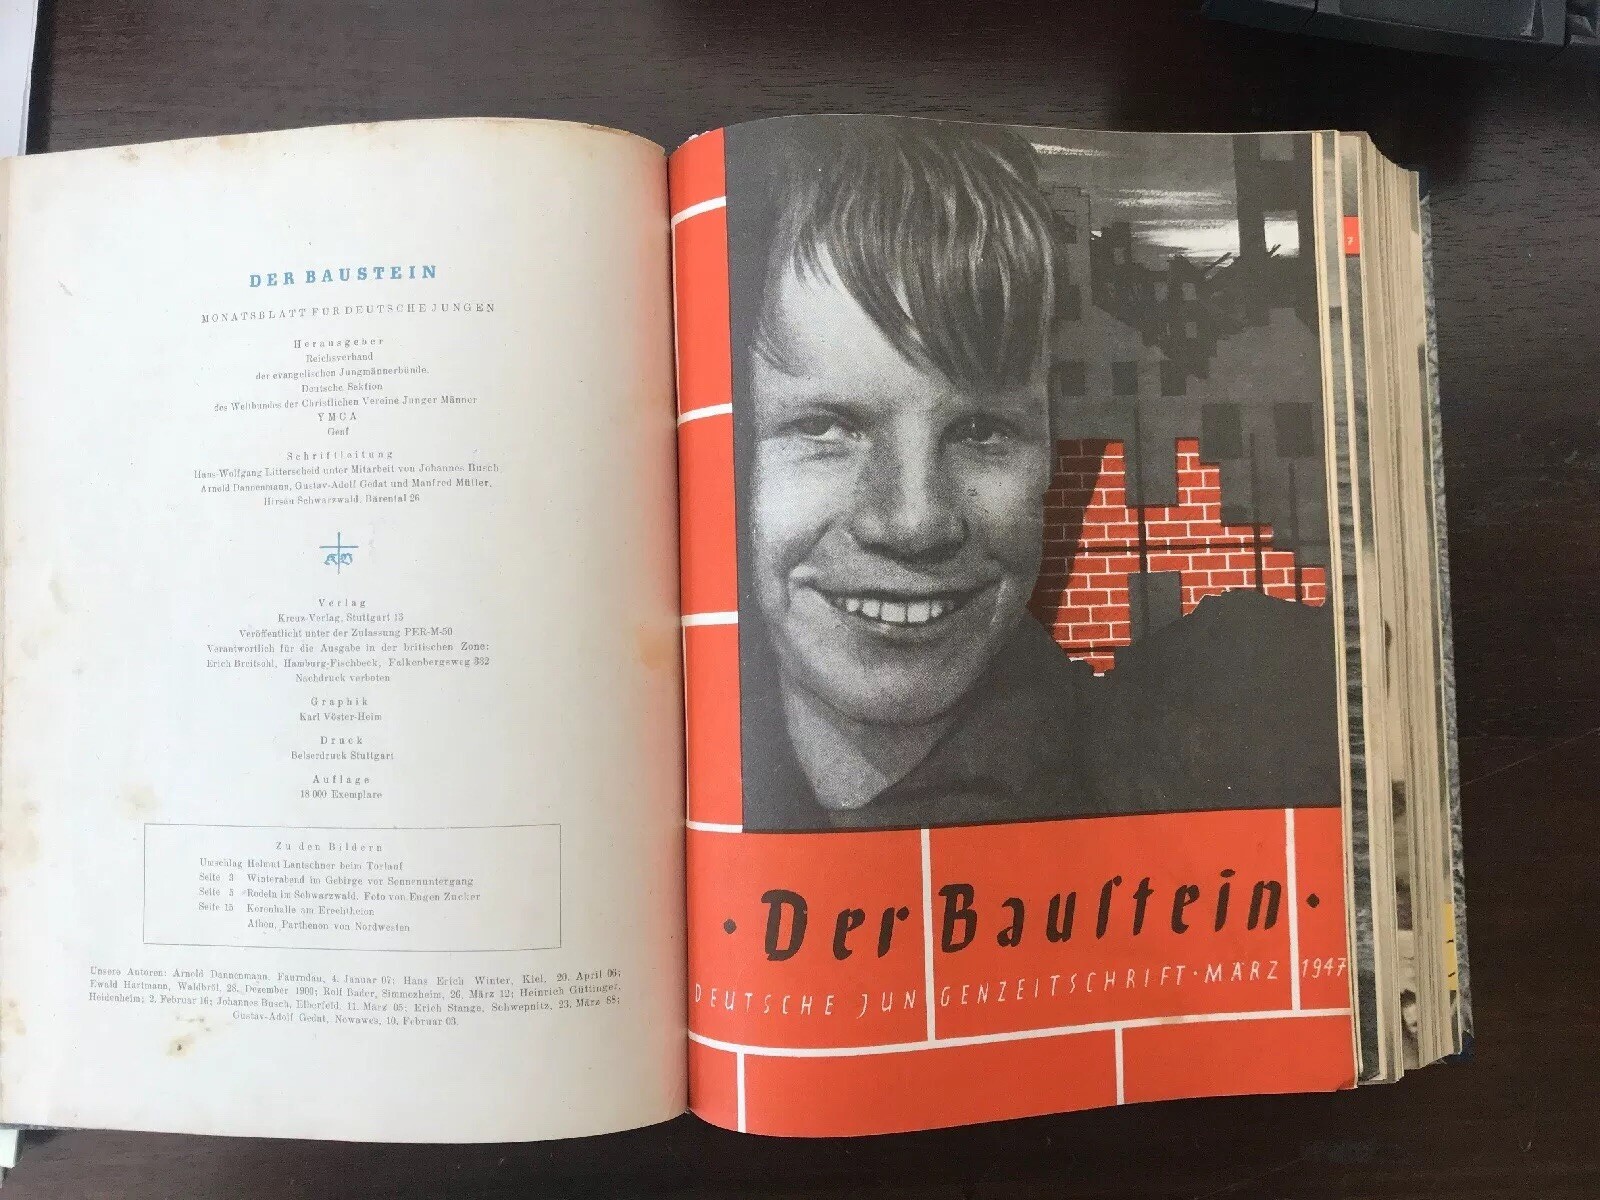 DER BAUSTEIN
MONATSBLATT FÜR DEUTSCHE JUNGEN
Herausgeber
Reichsverband
der evangelischen Jungmännerbünde,
Deutsche Sektion
des Weltbundes der Christlichen Vereine Junger Männer
YMCA
Genf
Schriftleitung
Hans-Wolfgang Litterscheid unter Mitarbeit von Johannes Busch
Arnold Dannenmann, Gustav-Adolf Gedat und Manfred Müller,
Hirsau Schwarzwald, Bärental 26
Verlag
Kreuz-Verlag, Stuttgart 13
Veröffentlicht unter der Zulassung PER-M-50
Verantwortlich für die Ausgabe in der britischen Zone:
Erich Breitsohl, Hamburg-Fischbeck, Falkenbergsweg 332
Nachdruck verboten
Graphik
Karl Vöster-Heim
Druck
Belserdruck Stuttgart
Auflage
18 000 Exemplare
Zu den Bildern
Umschlag Helmut Lantschner beim Torlauf
Seite 3 Winterabend im Gebirge vor Sonnenuntergang
Seite 5 Rodeln im Schwarzwald. Foto von Eugen Zucker
Seite 15 Korenhalle am Erechtheion
Athen, Parthenon von Nordwesten
Unsere Autoren: Arnold Dannenmann, Faurndau, 4. Januar 07; Hans Erich Winter, Kiel, 20. April 06;
Ewald Hartmann, Waldbröl, 28. Dezember 1900; Rolf Bader, Simmozheim, 26. März 12; Heinrich Güttinger,
Heidenheim; 2. Februar 16; Johannes Busch, Elberfeld, 11. März 05; Erich Stange, Schwepnitz, 23. März 88;
Gustav-Adolf Gedat, Nowawes, 10. Februar 03.
· Der Bauſtein ·
DEUTSCHE JUNGENZEITSCHRIFT · MÄRZ 1947
7